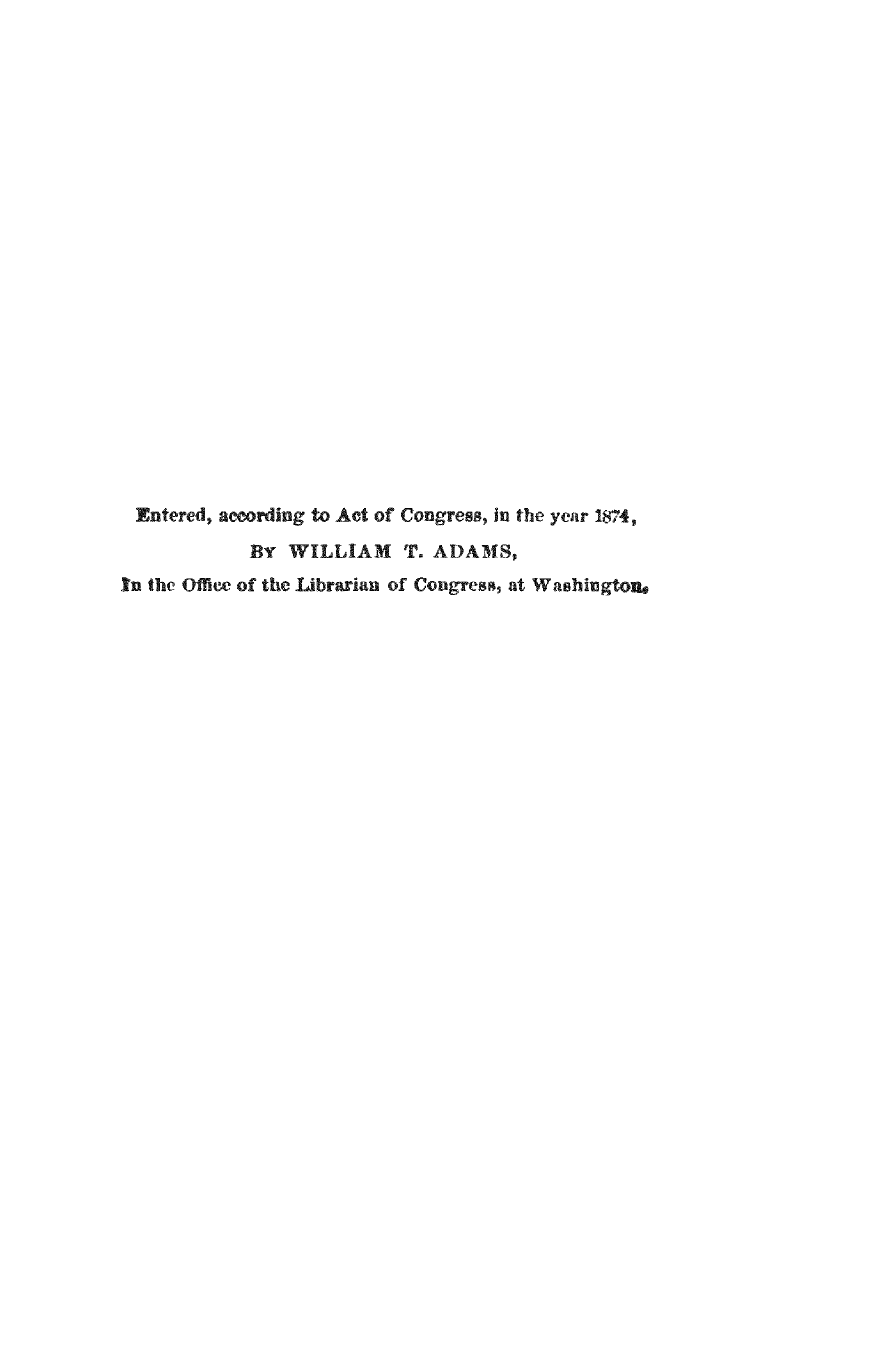 Entered, according to Act of Congress, in the year 1874,
By WILLIAM T. ADAMS,
In the Office of the Librarian of Congress, at Washington.